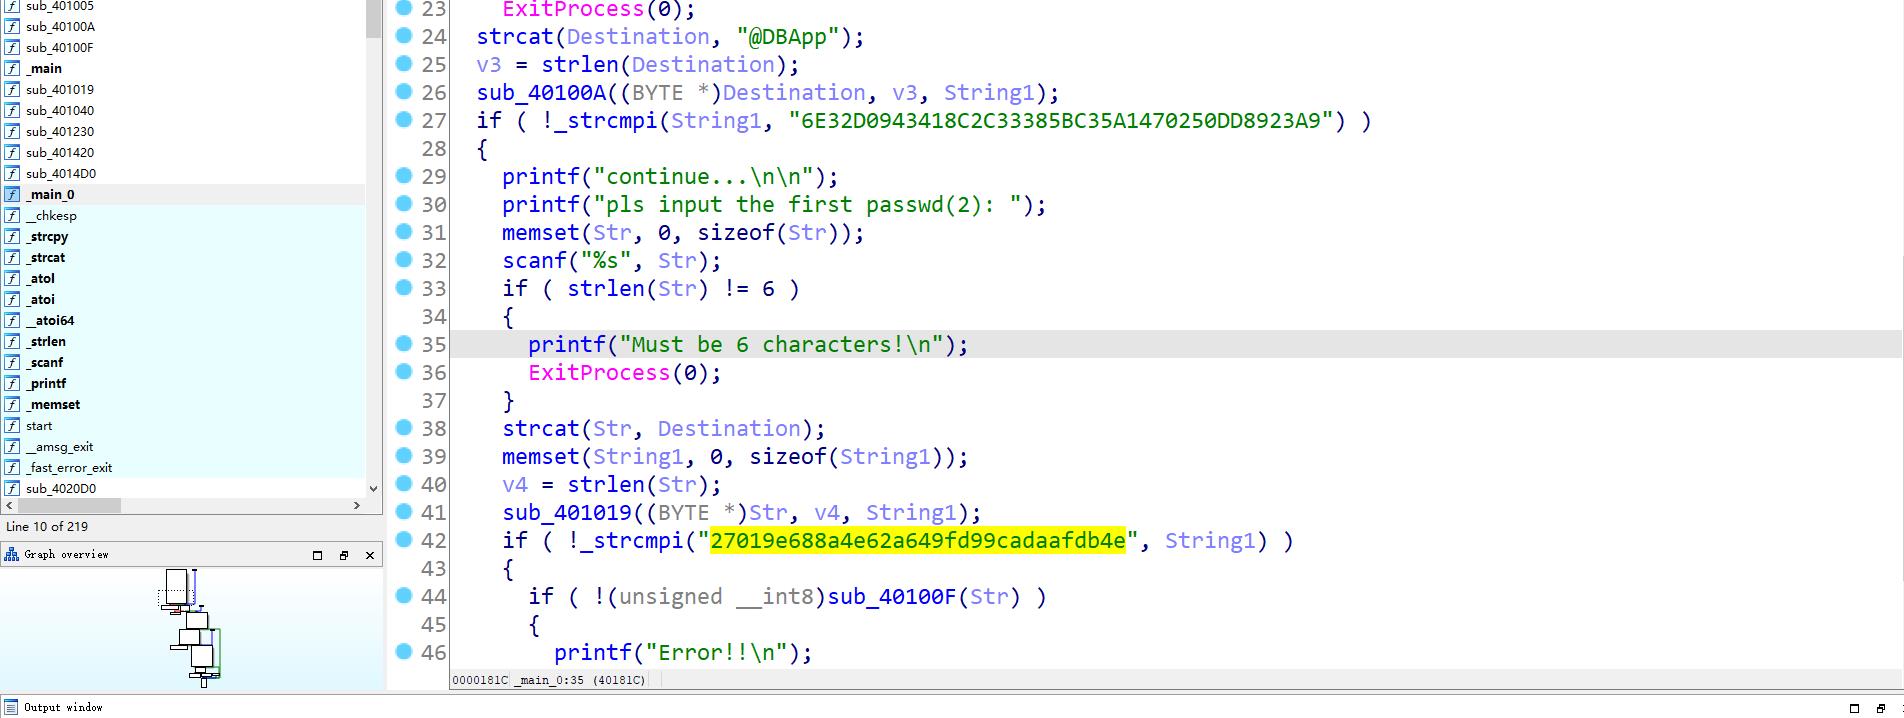 sub_401005
sub_40100A
sub_40100F
_main
sub_401019
sub_401040
sub_401230
sub_401420
sub_4014D0
_main_0
__chkesp
_strcpy
_strcat
_atol
_atoi
__atoi64
_strlen
_scanf
_printf
_memset
start
__amsg_exit
_fast_error_exit
sub_4020D0
Line 10 of 219
Graph overview
23 ExitProcess(0);
24 strcat(Destination, "@DBApp");
25 v3 = strlen(Destination);
26 sub_40100A((BYTE *)Destination, v3, String1);
27 if ( !_strcmpi(String1, "6E32D0943418C2C33385BC35A1470250DD8923A9") )
28 {
29 printf("continue...\n\n");
30 printf("pls input the first passwd(2): ");
31 memset(Str, 0, sizeof(Str));
32 scanf("%s", Str);
33 if ( strlen(Str) != 6 )
34 {
35 printf("Must be 6 characters!\n");
36 ExitProcess(0);
37 }
38 strcat(Str, Destination);
39 memset(String1, 0, sizeof(String1));
40 v4 = strlen(Str);
41 sub_401019((BYTE *)Str, v4, String1);
42 if ( !_strcmpi("27019e688a4e62a649fd99cadaafdb4e", String1) )
43 {
44 if ( !(unsigned __int8)sub_40100F(Str) )
45 {
46 printf("Error!!\n");
0000181C _main_0:35 (40181C)
Output window